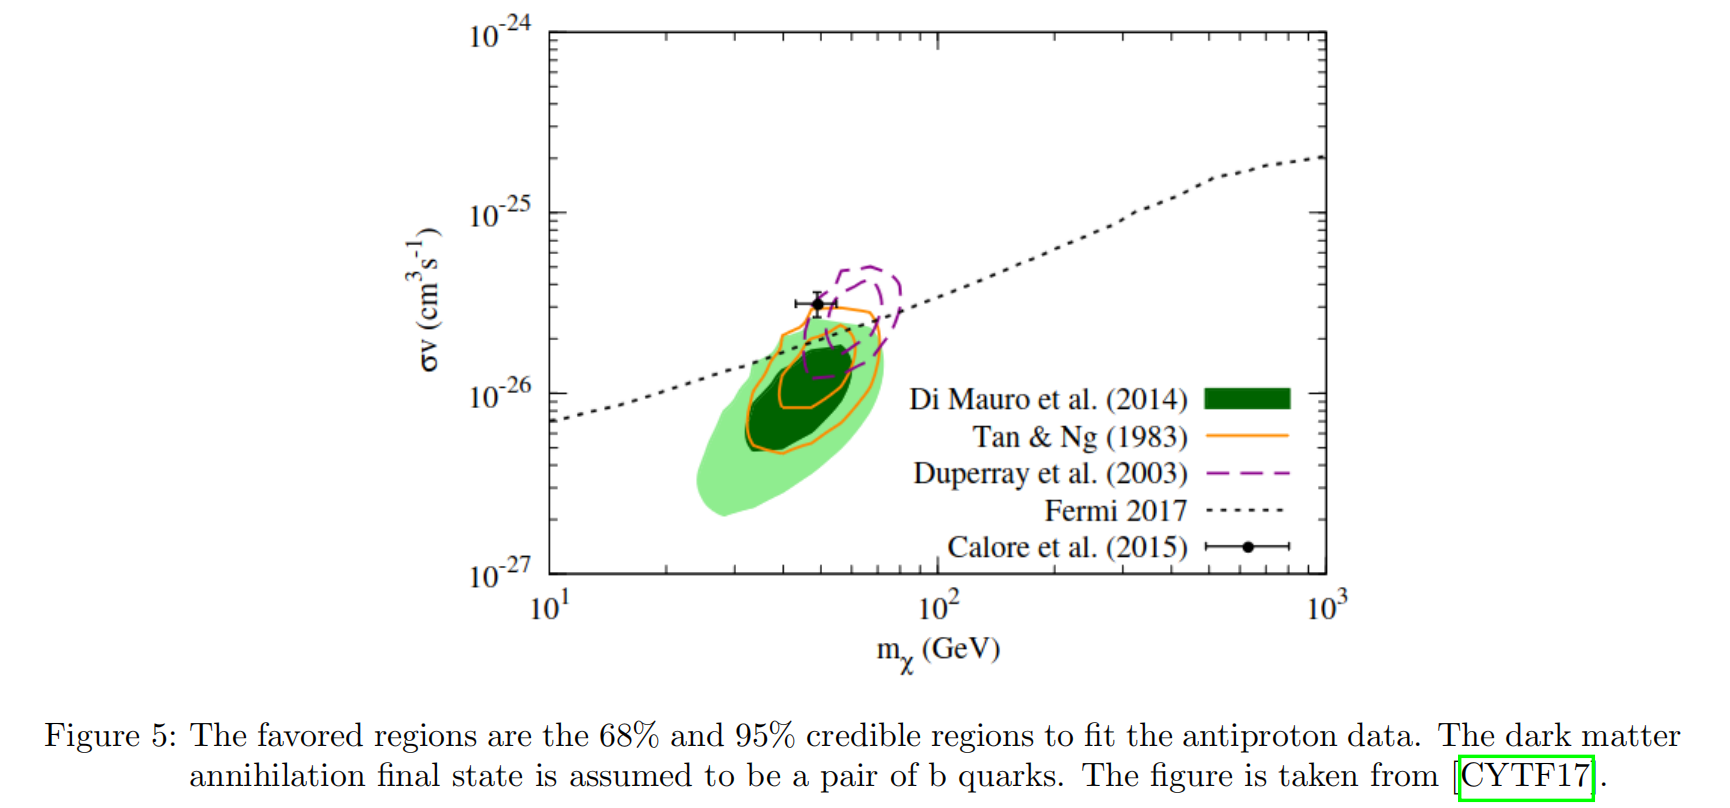 10^-24
10^-25
10^-26
10^-27
σv (cm^3s^-1)
Di Mauro et al. (2014)
Tan & Ng (1983)
Duperray et al. (2003)
Fermi 2017
Calore et al. (2015)
10^1 10^2 10^3
m_χ (GeV)
Figure 5: The favored regions are the 68% and 95% credible regions to fit the antiproton data. The dark matter
annihilation final state is assumed to be a pair of b quarks. The figure is taken from [CYTF17].